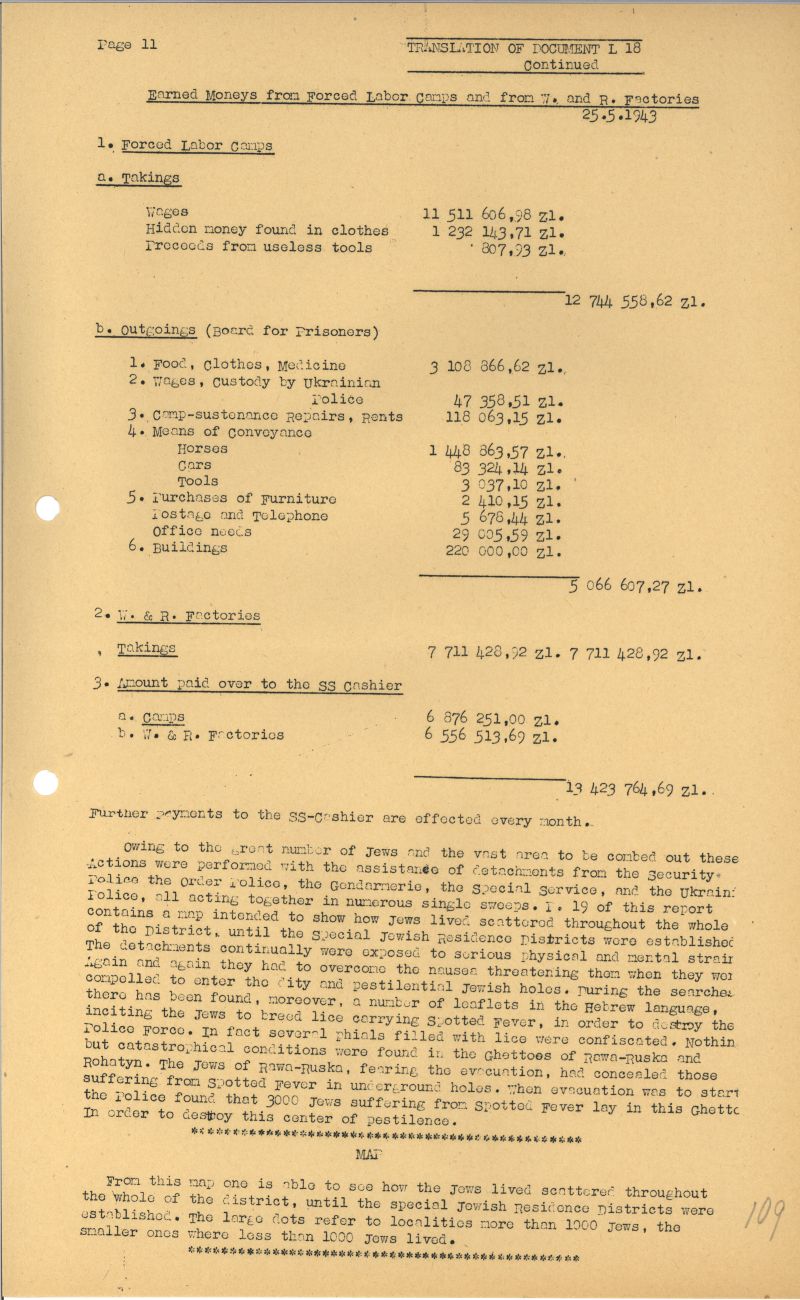 Page 11
TRANSLATION OF DOCUMENT L 18
Continued
Earned Moneys from Forced Labor Camps and from W. and R. Factories
25.5.1943
1. Forced Labor Camps
a. Takings
Wages 11 511 606,98 Zl.
Hidden money found in clothes 1 232 143,71 Zl.
Proceeds from useless tools 807,93 Zl.
12 744 558,62 Zl.
b. Outgoings (Board for Prisoners)
1. Food, Clothes, Medicine 3 108 866,62 Zl.
2. Wages, Custody by Ukrainian
Police 47 358,51 Zl.
3. Camp-sustenance Repairs, Rents 118 063,15 Zl.
4. Means of Conveyance
Horses 1 448 863,57 Zl.
Cars 83 324,14 Zl.
Tools 3 037,10 Zl.
5. Purchases of Furniture 2 410,15 Zl.
Postage and Telephone 5 678,44 Zl.
Office needs 29 005,59 Zl.
6. Buildings 220 000,00 Zl.
5 066 607,27 Zl.
2. W. & R. Factories
Takings 7 711 428,92 Zl. 7 711 428,92 Zl.
3. Amount paid over to the SS Cashier
a. Camps 6 876 251,00 Zl.
b. W. & R. Factories 6 556 513,69 Zl.
13 423 764,69 Zl.
Further payments to the SS-Cashier are effected every month.
Owing to the great number of Jews and the vast area to be combed out these
Actions were performed with the assistance of detachments from the Security-
Police the Order Police, the Gendarmerie, the Special Service, and the Ukraini
Police, all acting together in numerous single sweeps. P. 19 of this report
contains a map intended to show how Jews lived scattered throughout the whole
of the District, until the Special Jewish Residence Districts were established
The detachments continually were exposed to serious physical and mental strain
Again and again they had to overcome the nausea threatening them when they wer
compelled to enter the city and pestilential Jewish holes. During the searches
there has been found, moreover, a number of leaflets in the Hebrew language,
inciting the Jews to breed lice carrying Spotted Fever, in order to destroy the
Police Force. In fact several phials filled with lice were confiscated. Nothin
but catastrophical conditions were found in the Ghettoes of Rawa-Ruska and
Rohatyn. The Jews of Rawa-Ruska, fearing the evacuation, had concealed those
suffering from Spotted Fever in underground holes. When evacuation was to start
the Police found that 3000 Jews suffering from Spotted Fever lay in this Ghetto
In order to destroy this center of pestilence.
**********************************************
MAP
From this map one is able to see how the Jews lived scattered throughout
the whole of the district, until the special Jewish Residence Districts were
established. The large dots refer to localities more than 1000 Jews, the
smaller ones where less than 1000 Jews lived.
**********************************************
109